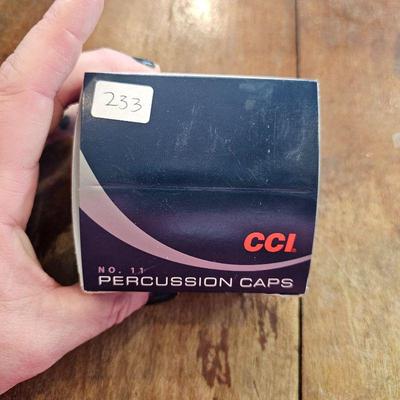 233
CCI
NO. 11
PERCUSSION CAPS